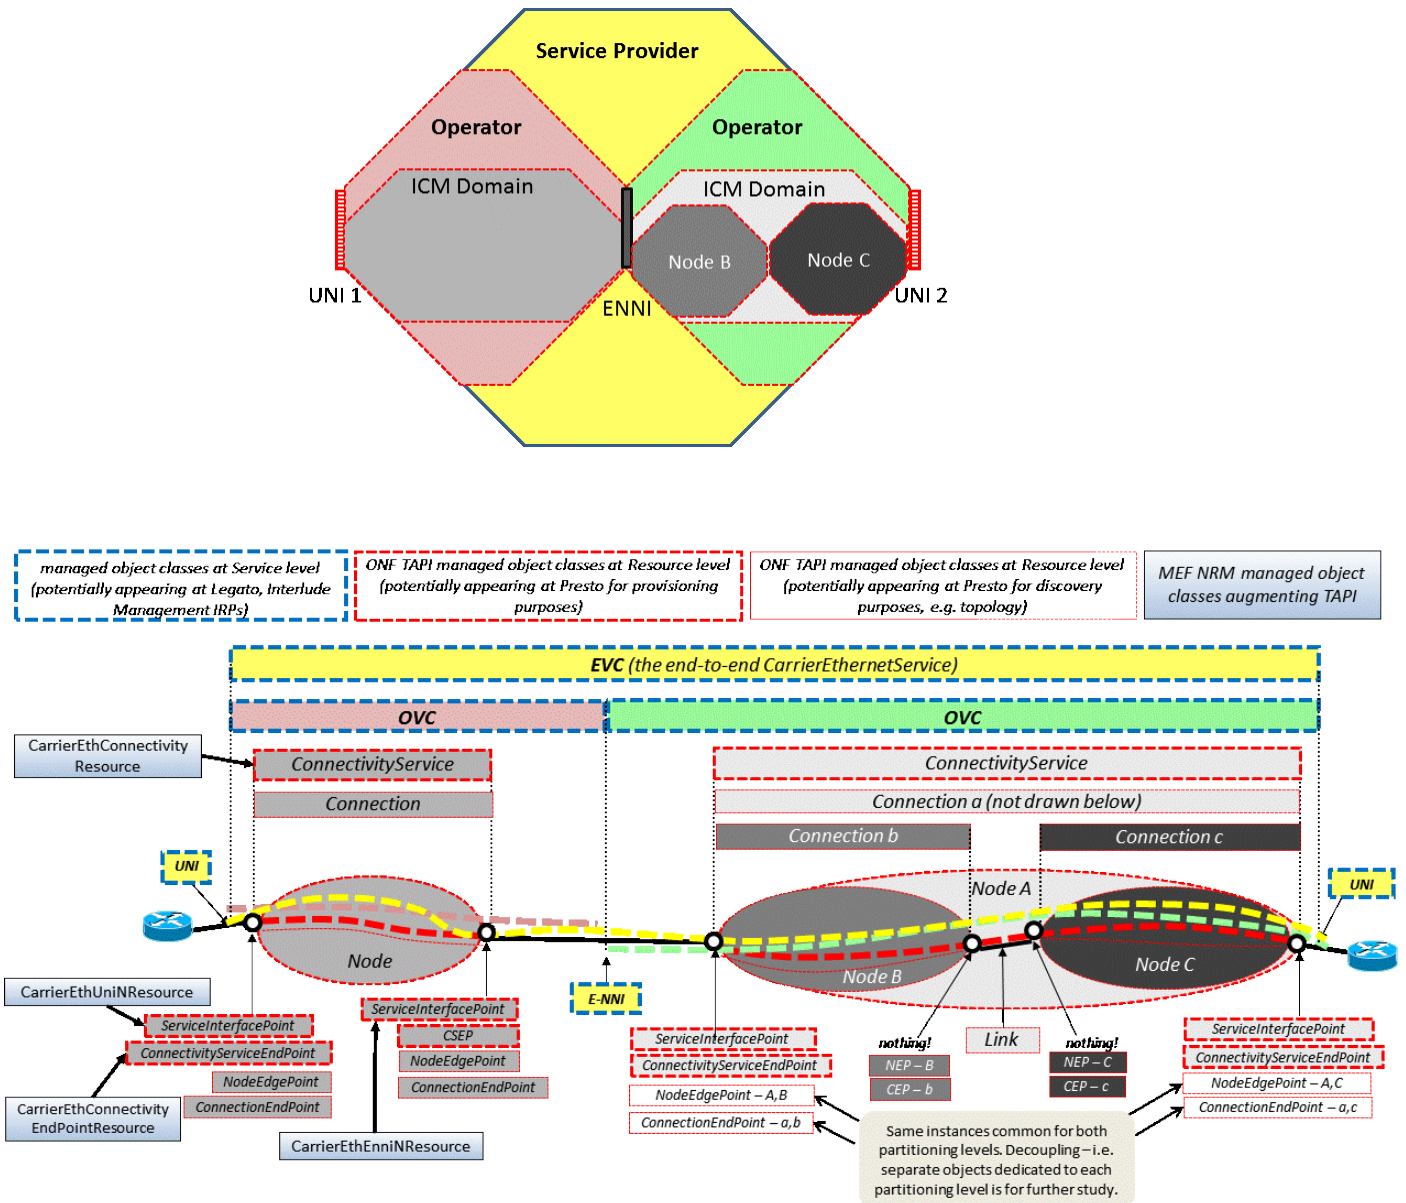 Service Provider
Operator
Operator
ICM Domain
ICM Domain
Node B
Node C
UNI 1
ENNI
UNI 2
managed object classes at Service level
(potentially appearing at Legato, Interlude
Management IRPs)
ONF TAPI managed object classes at Resource level
(potentially appearing at Presto for provisioning
purposes)
ONF TAPI managed object classes at Resource level
(potentially appearing at Presto for discovery
purposes, e.g. topology)
MEF NRM managed object
classes augmenting TAPI
EVC (the end-to-end CarrierEthernetService)
OVC
OVC
CarrierEthConnectivity
Resource
ConnectivityService
ConnectivityService
Connection
Connection a (not drawn below)
Connection b
Connection c
UNI
UNI
Node A
Node
Node B
Node C
E-NNI
CarrierEthUniNResource
ServiceInterfacePoint
ConnectivityServiceEndPoint
NodeEdgePoint
ConnectionEndPoint
CarrierEthConnectivity
EndPointResource
ServiceInterfacePoint
CSEP
NodeEdgePoint
ConnectionEndPoint
CarrierEthEnniNResource
ServiceInterfacePoint
ConnectivityServiceEndPoint
NodeEdgePoint – A,B
ConnectionEndPoint – a,b
nothing!
NEP – B
CEP – b
Link
nothing!
NEP – C
CEP – c
ServiceInterfacePoint
ConnectivityServiceEndPoint
NodeEdgePoint – A,C
ConnectionEndPoint – a,c
Same instances common for both
partitioning levels. Decoupling – i.e.
separate objects dedicated to each
partitioning level is for further study.